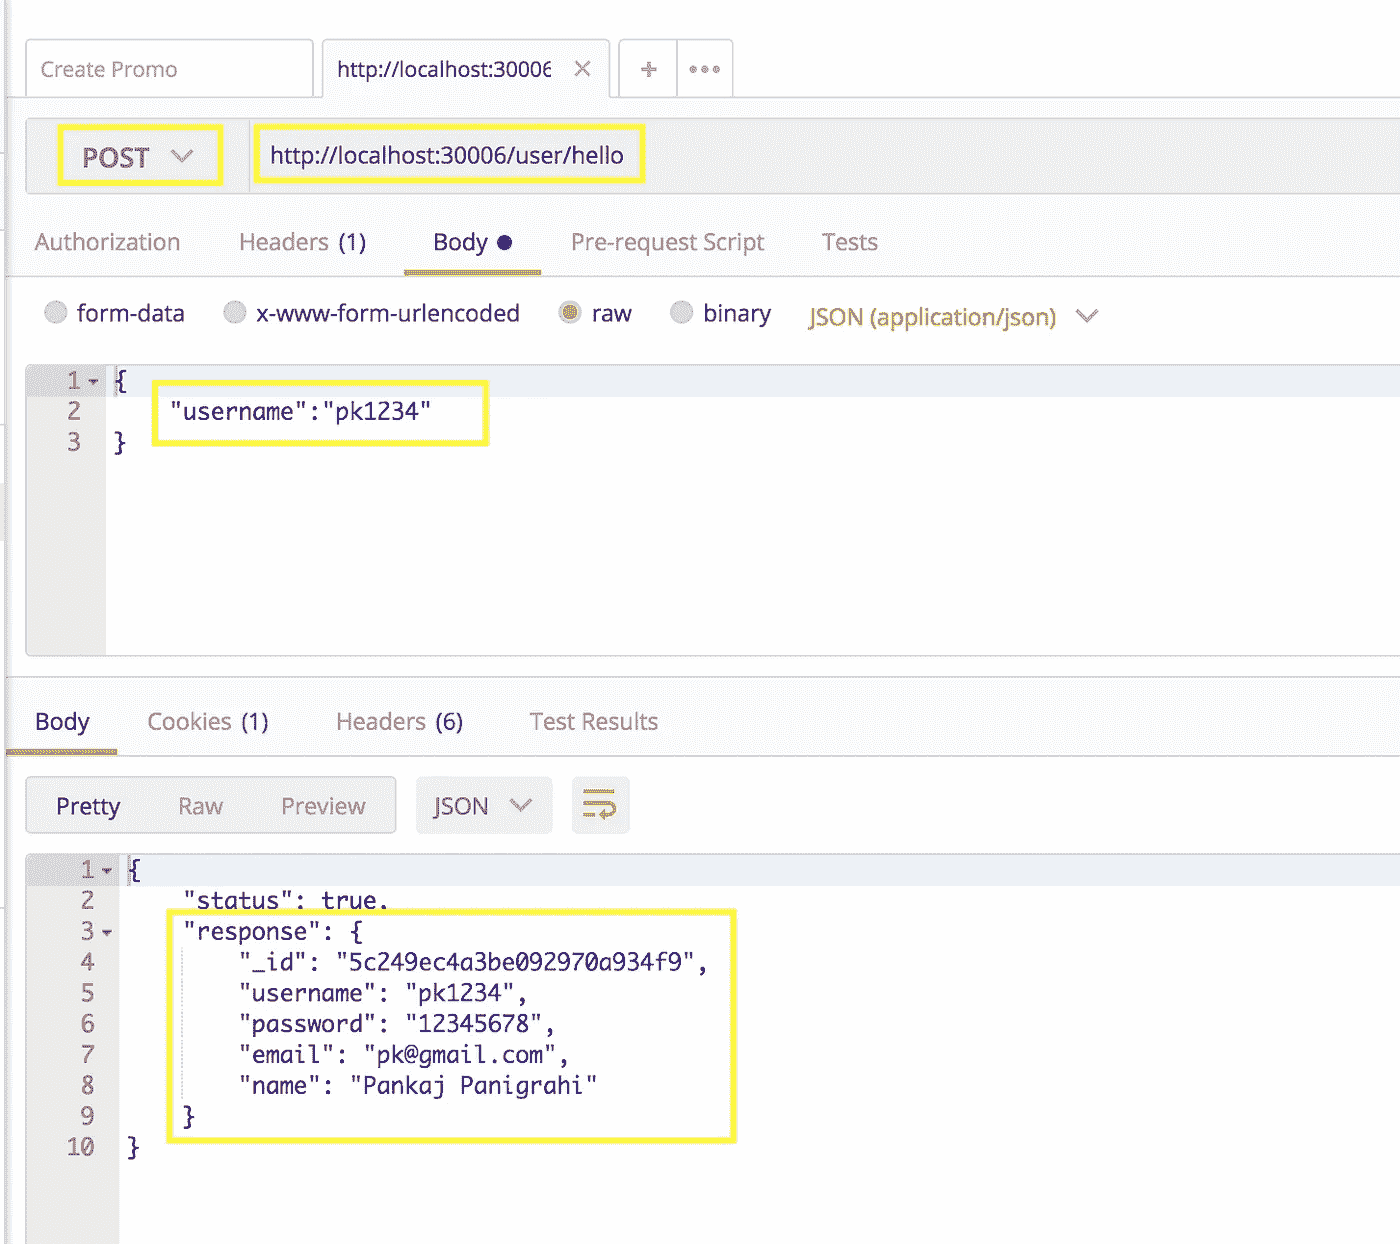 Create Promo http://localhost:30006 × + •••
POST http://localhost:30006/user/hello
Authorization Headers (1) Body Pre-request Script Tests
form-data x-www-form-urlencoded raw binary JSON (application/json)
1 {
2 "username":"pk1234"
3 }
Body Cookies (1) Headers (6) Test Results
Pretty Raw Preview JSON
1 {
2 "status": true,
3 "response": {
4 "_id": "5c249ec4a3be092970a934f9",
5 "username": "pk1234",
6 "password": "12345678",
7 "email": "pk@gmail.com",
8 "name": "Pankaj Panigrahi"
9 }
10 }